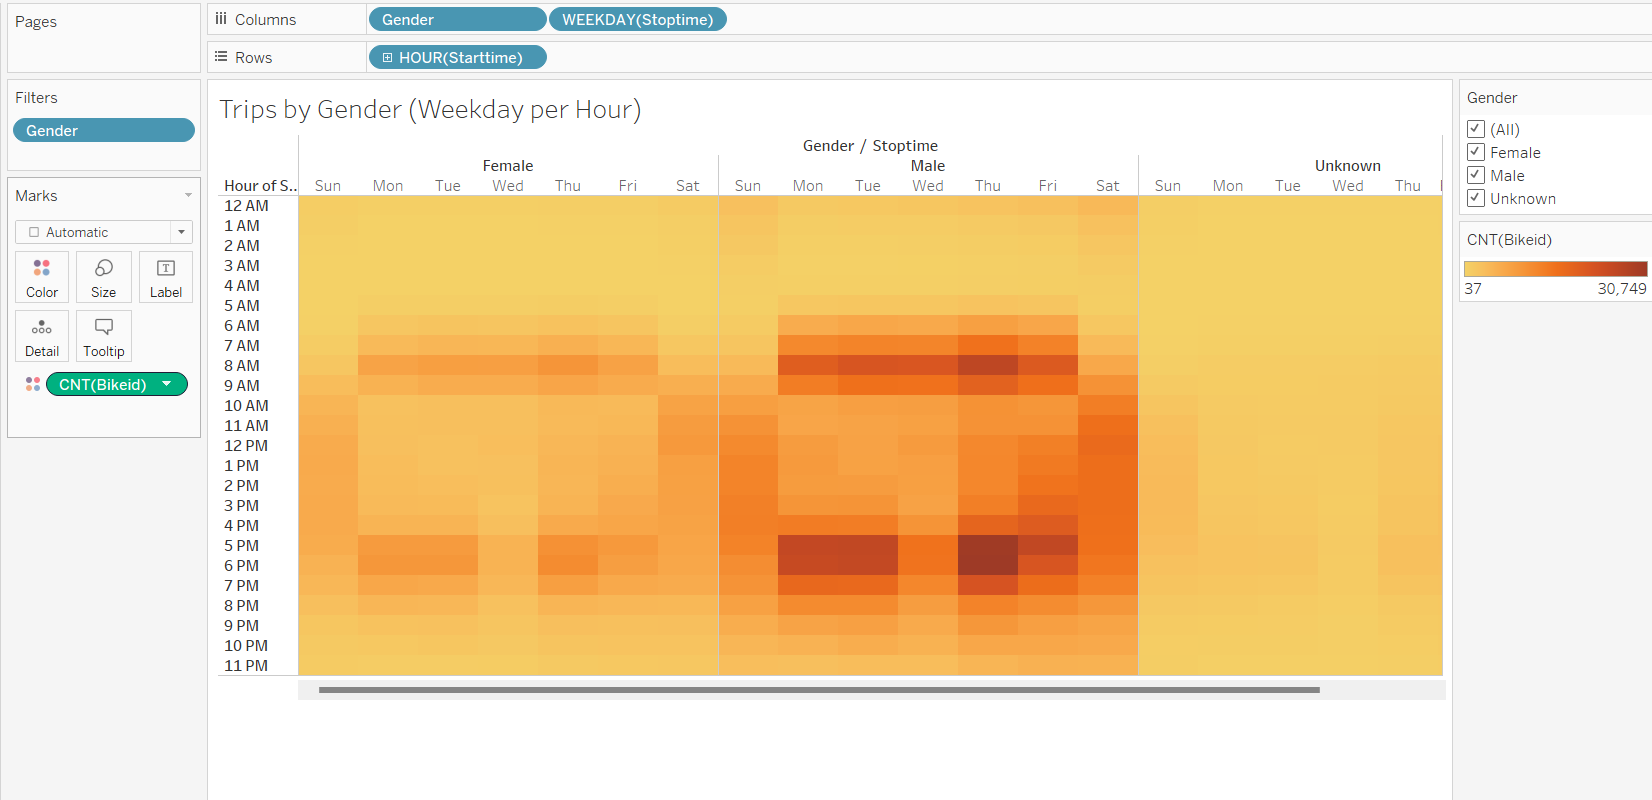 Pages
Columns
Gender
WEEKDAY(Stoptime)
Rows
HOUR(Starttime)
Filters
Gender
Marks
Automatic
Color
Size
Label
Detail
Tooltip
CNT(Bikeid)
Trips by Gender (Weekday per Hour)
Gender / Stoptime
Female Male Unknown
Hour of S.. Sun Mon Tue Wed Thu Fri Sat Sun Mon Tue Wed Thu Fri Sat Sun Mon Tue Wed Thu
12 AM
1 AM
2 AM
3 AM
4 AM
5 AM
6 AM
7 AM
8 AM
9 AM
10 AM
11 AM
12 PM
1 PM
2 PM
3 PM
4 PM
5 PM
6 PM
7 PM
8 PM
9 PM
10 PM
11 PM
Gender
(All)
Female
Male
Unknown
CNT(Bikeid)
37 30,749